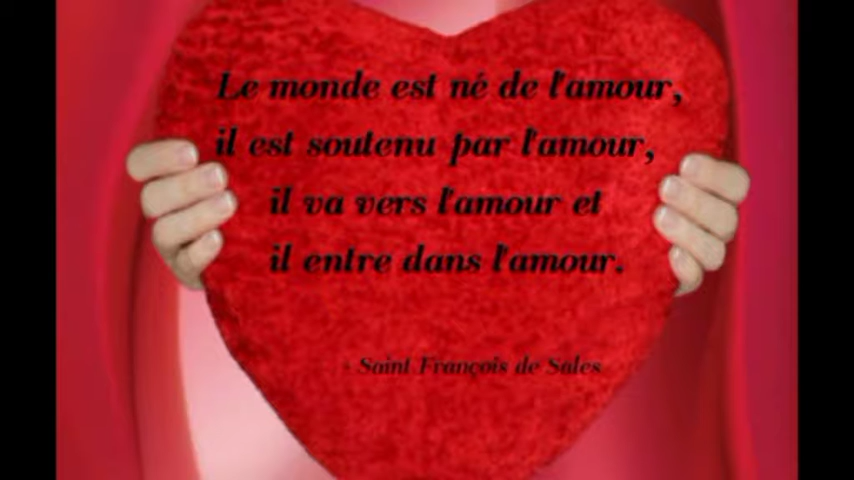 Le monde est né de l'amour,
il est soutenu par l'amour,
il va vers l'amour et
il entre dans l'amour.
- Saint François de Sales